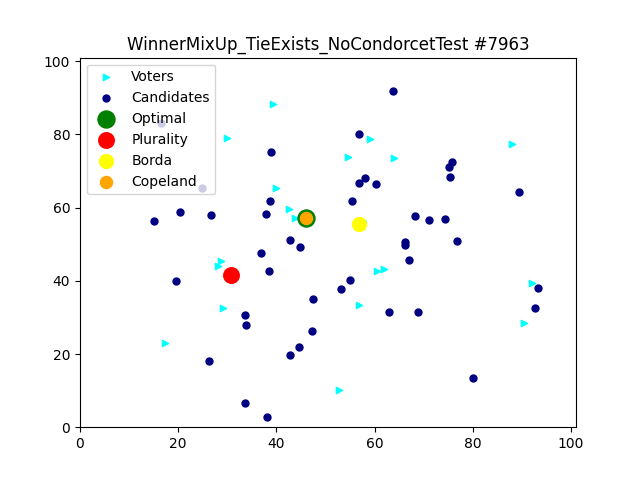 WinnerMixUp_TieExists_NoCondorcetTest #7963
100
80
60
40
20
0
Voters
Candidates
Optimal
Plurality
Borda
Copeland
0 20 40 60 80 100